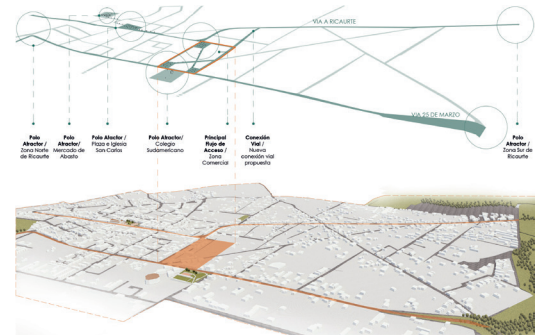 VIA A RICAURTE
VIA 25 DE MARZO
Polo
Atractor /
Zona Norte
de Ricaurte
Polo
Atractor/
Mercado de
Abasto
Polo Atactor /
Plaza e Iglesia
San Carlos
Polo Atractor/
Colegio
Sudamericano
Principal
Flujo de
Acceso /
Zona
Comercial
Conexión
Vial /
Nueva
conexión vial
propuesta
Polo
Atractor /
Zona Sur de
Ricaurte